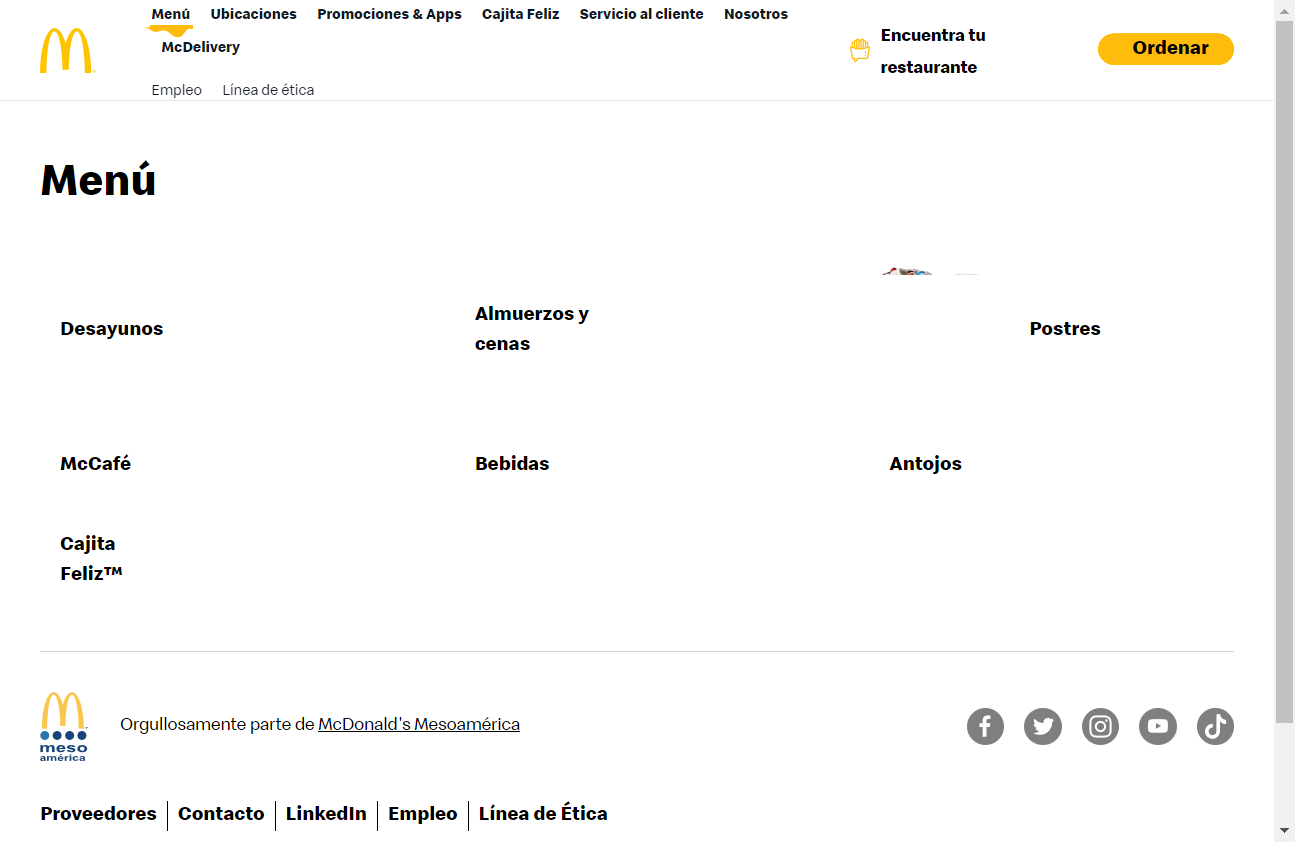 Menú Ubicaciones Promociones & Apps Cajita Feliz Servicio al cliente Nosotros
McDelivery
Encuentra tu
restaurante
Ordenar
Empleo Línea de ética
Menú
Desayunos
Almuerzos y
cenas
Postres
McCafé
Bebidas
Antojos
Cajita
Feliz™
Orgullosamente parte de McDonald's Mesoamérica
meso
américa
Proveedores Contacto LinkedIn Empleo Línea de Ética